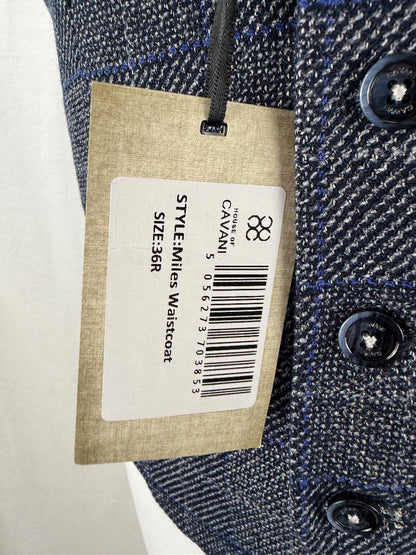 HOUSE OF
CAVANI
5 056273 703853
STYLE:Miles Waistcoat
SIZE:36R